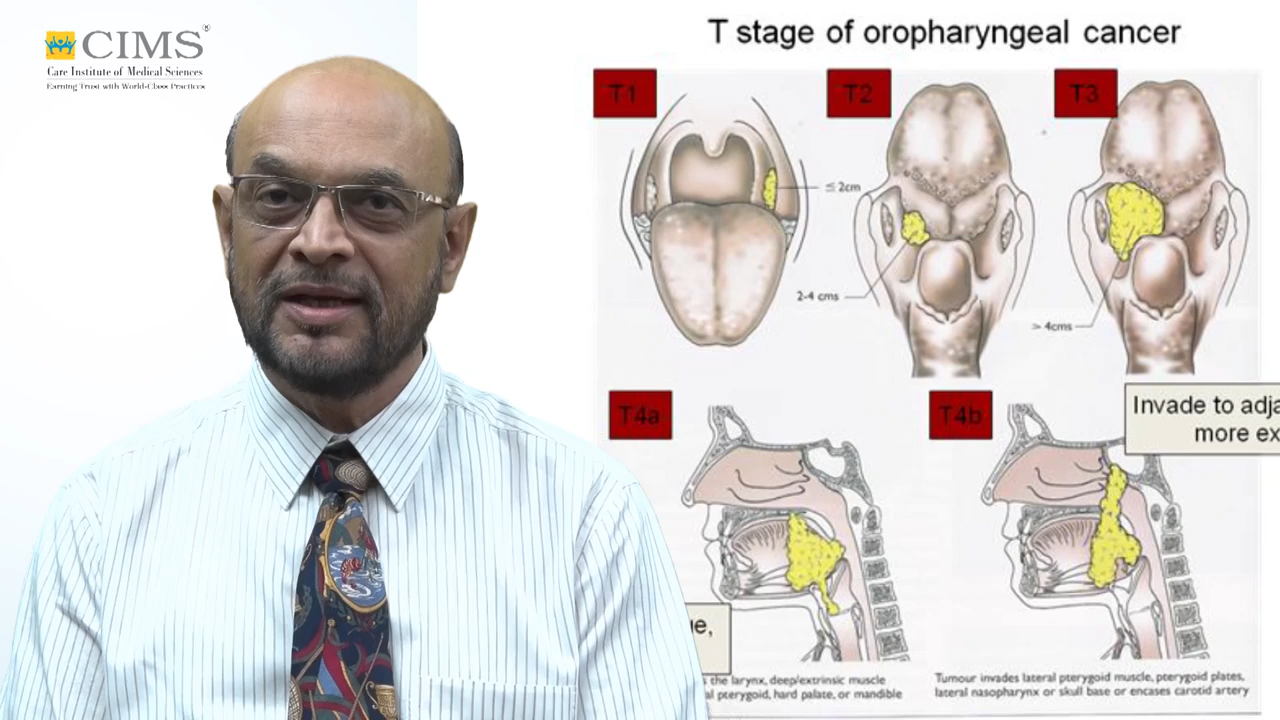 CIMS®
Care Institute of Medical Sciences
Earning Trust with World-Class Practices
T stage of oropharyngeal cancer
T1
T2
T3
≤ 2cm
2-4 cms
> 4cms
T4a
T4b
Invade to adja
more ex
ue,
s the larynx, deep/extrinsic muscle
al pterygoid, hard palate, or mandible
Tumour invades lateral pterygoid muscle, pterygoid plates,
lateral nasopharynx or skull base or encases carotid artery